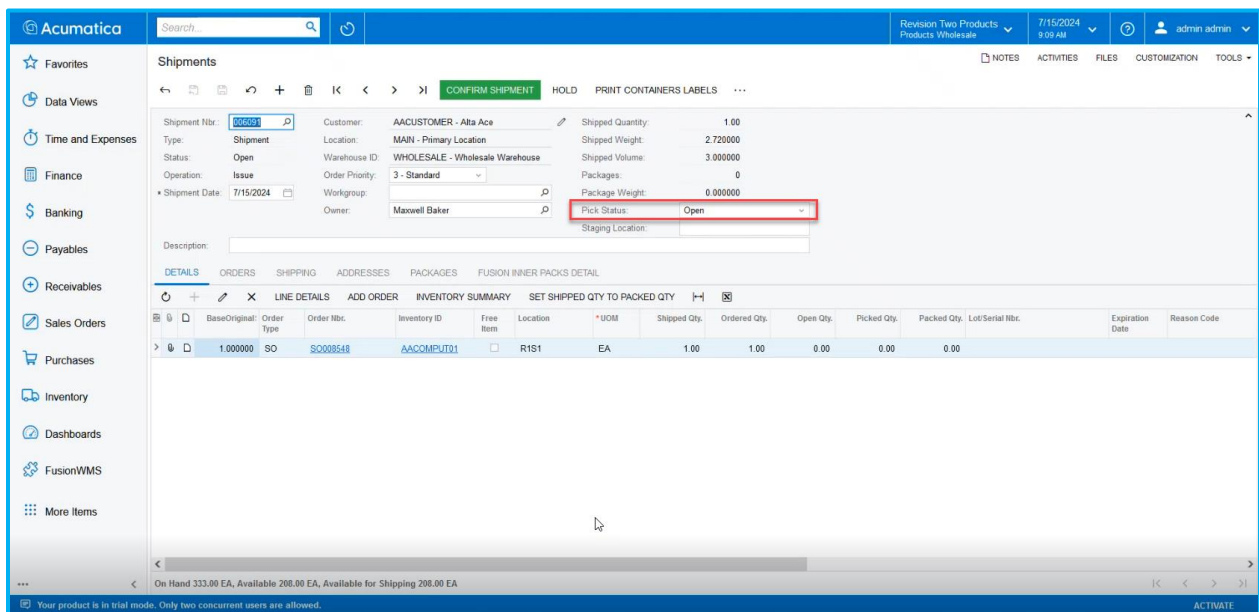 Acumatica
Search...
Revision Two Products
Products Wholesale
7/15/2024
9:09 AM
admin admin
Favorites
Data Views
Time and Expenses
Finance
Banking
Payables
Receivables
Sales Orders
Purchases
Inventory
Dashboards
FusionWMS
More Items
Shipments
NOTES ACTIVITIES FILES CUSTOMIZATION TOOLS
CONFIRM SHIPMENT HOLD PRINT CONTAINERS LABELS ...
Shipment Nbr.: 006091 Customer: AACUSTOMER - Alta Ace Shipped Quantity: 1.00
Type: Shipment Location: MAIN - Primary Location Shipped Weight: 2.720000
Status: Open Warehouse ID: WHOLESALE - Wholesale Warehouse Shipped Volume: 3.000000
Operation: Issue Order Priority: 3 - Standard Packages: 0
* Shipment Date: 7/15/2024 Workgroup: Package Weight: 0.000000
Owner: Maxwell Baker Pick Status: Open
Staging Location:
Description:
DETAILS ORDERS SHIPPING ADDRESSES PACKAGES FUSION INNER PACKS DETAIL
LINE DETAILS ADD ORDER INVENTORY SUMMARY SET SHIPPED QTY TO PACKED QTY
BaseOriginal: Order Type Order Nbr. Inventory ID Free Item Location * UOM Shipped Qty. Ordered Qty. Open Qty. Picked Qty. Packed Qty. Lot/Serial Nbr. Expiration Date Reason Code
1.000000 SO SO008548 AACOMPUT01 R1S1 EA 1.00 1.00 0.00 0.00 0.00
On Hand 333.00 EA, Available 208.00 EA, Available for Shipping 208.00 EA
Your product is in trial mode. Only two concurrent users are allowed. ACTIVATE